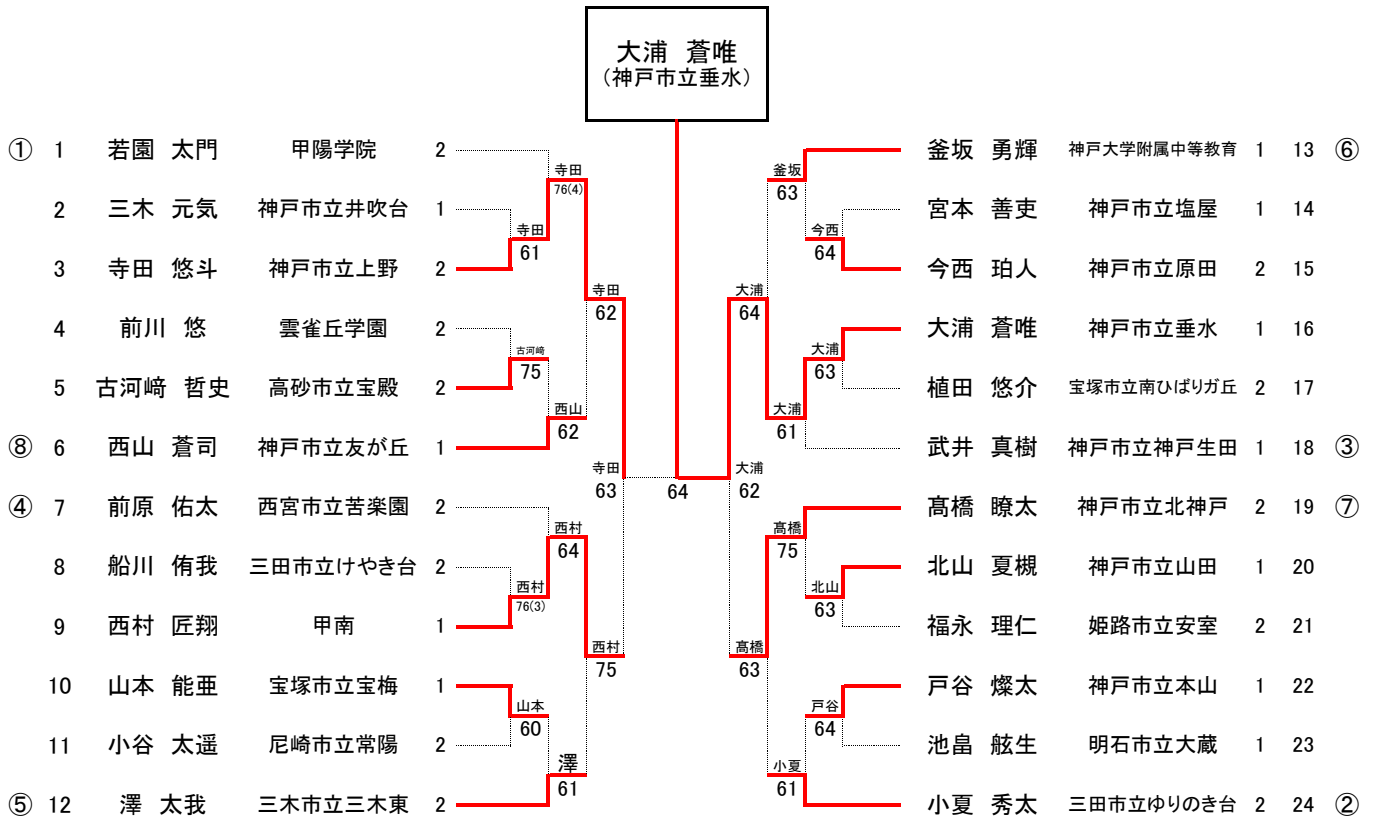 大浦 蒼唯
(神戸市立垂水)
① 1 若園 太門 甲陽学院 2
2 三木 元気 神戸市立井吹台 1
3 寺田 悠斗 神戸市立上野 2
4 前川 悠 雲雀丘学園 2
5 古河﨑 哲史 高砂市立宝殿 2
⑧ 6 西山 蒼司 神戸市立友が丘 1
④ 7 前原 佑太 西宮市立苦楽園 2
8 船川 侑我 三田市立けやき台 2
9 西村 匠翔 甲南 1
10 山本 能亜 宝塚市立宝梅 1
11 小谷 太遥 尼崎市立常陽 2
⑤ 12 澤 太我 三木市立三木東 2
寺田
76(4)
寺田
61
古河﨑
75
西山
62
寺田
62
西村
64
西村
76(3)
山本
60
澤
61
西村
75
寺田
63
64
大浦
62
大浦
64
髙橋
63
釜坂
63
今西
64
大浦
63
大浦
61
髙橋
75
北山
63
戸谷
64
小夏
61
釜坂 勇輝 神戸大学附属中等教育 1 13 ⑥
宮本 善吏 神戸市立塩屋 1 14
今西 珀人 神戸市立原田 2 15
大浦 蒼唯 神戸市立垂水 1 16
植田 悠介 宝塚市立南ひばりガ丘 2 17
武井 真樹 神戸市立神戸生田 1 18 ③
髙橋 瞭太 神戸市立北神戸 2 19 ⑦
北山 夏槻 神戸市立山田 1 20
福永 理仁 姫路市立安室 2 21
戸谷 燦太 神戸市立本山 1 22
池畠 舷生 明石市立大蔵 1 23
小夏 秀太 三田市立ゆりのき台 2 24 ②